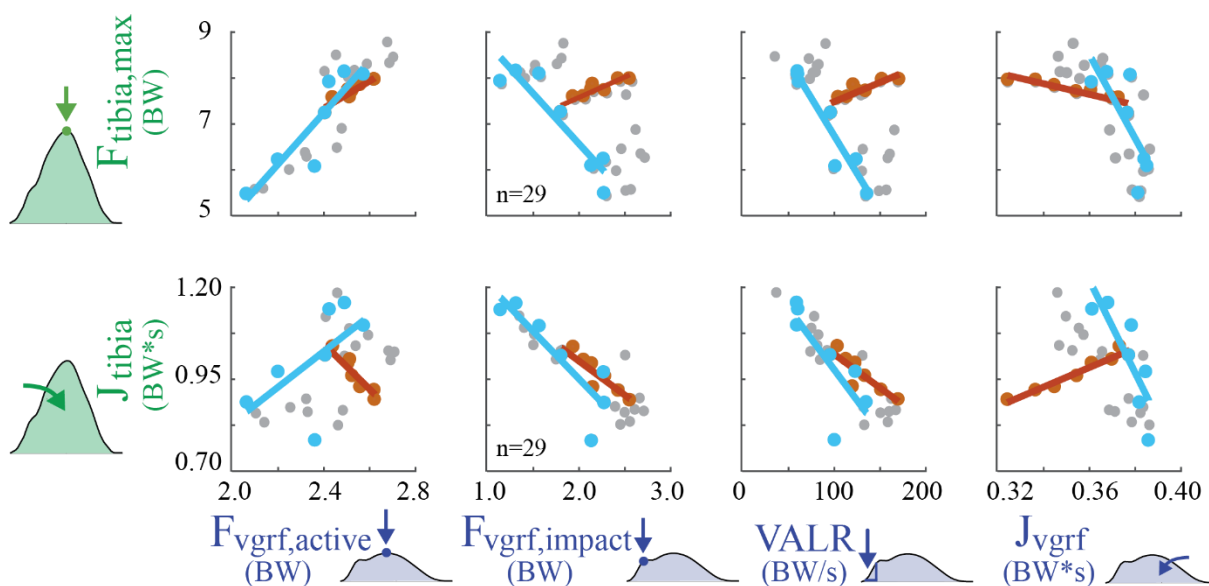 9
7
5
F tibia,max
(BW)
n=29
1.20
0.95
0.70
J tibia
(BW*s)
n=29
2.0 2.4 2.8 1.0 2.0 3.0 0 100 200 0.32 0.36 0.40
F vgrf,active
(BW)
F vgrf,impact
(BW)
VALR
(BW/s)
J vgrf
(BW*s)